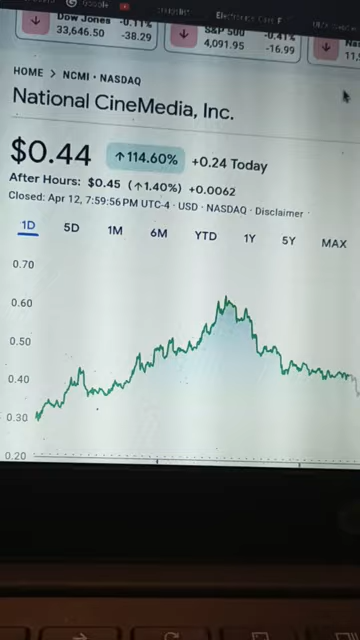 Google
Dow Jones -0.11%
33,646.50 -38.29
S&P 500 -0.41%
4,091.95 -16.99
HOME > NCMI • NASDAQ
National CineMedia, Inc.
$0.44 ↑114.60% +0.24 Today
After Hours: $0.45 (↑1.40%) +0.0062
Closed: Apr 12, 7:59:56 PM UTC-4 · USD · NASDAQ · Disclaimer
1D 5D 1M 6M YTD 1Y 5Y MAX
0.70
0.60
0.50
0.40
0.30
0.20